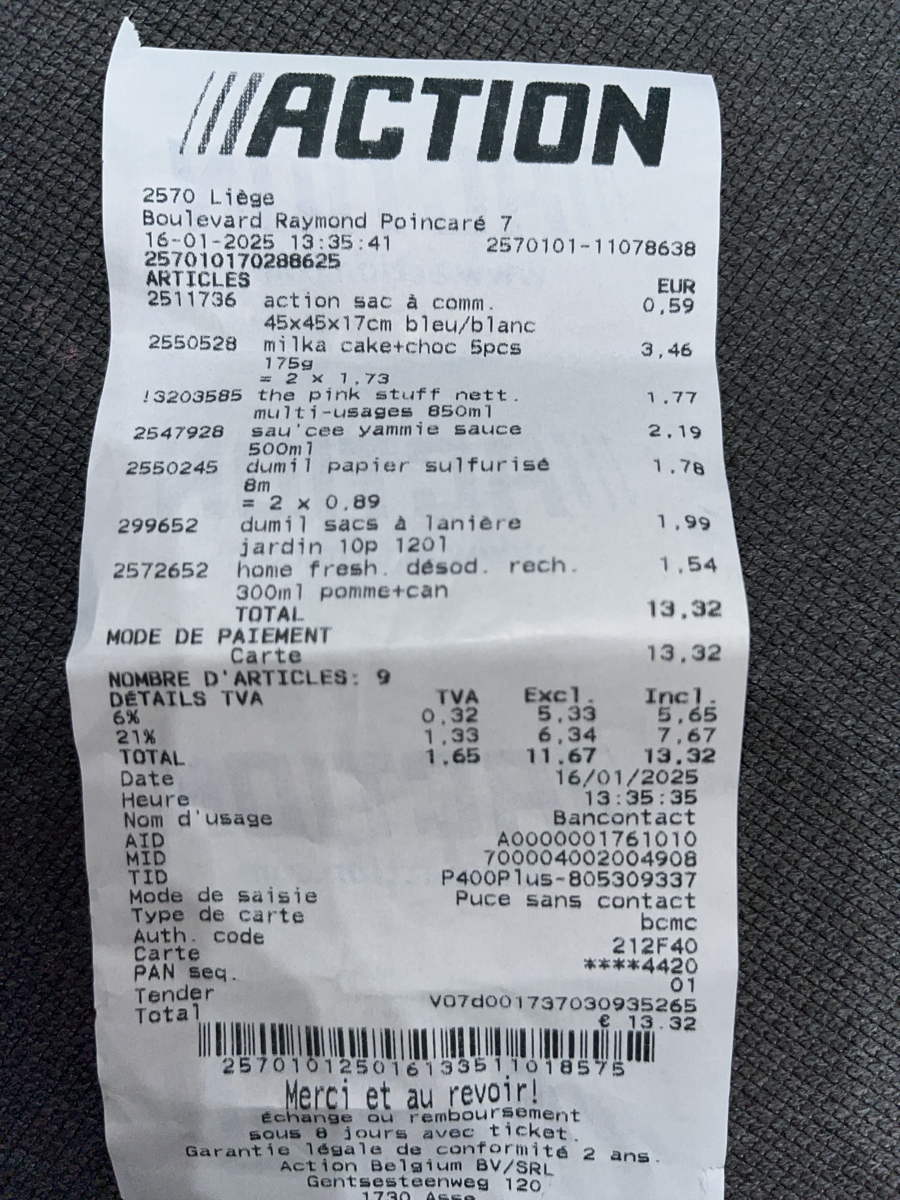 ///ACTION
2570 Liège
Boulevard Raymond Poincaré 7
16-01-2025 13:35:41 2570101-11078638
257010170288625
ARTICLES EUR
2511736 action sac à comm. 0,59
45x45x17cm bleu/blanc
2550528 milka cake+choc 5pcs 3,46
175g
= 2 x 1,73
!3203585 the pink stuff nett. 1,77
multi-usages 850ml
2547928 sau'cee yammie sauce 2,19
500ml
2550245 dumil papier sulfurisé 1,78
8m
= 2 x 0,89
299652 dumil sacs à lanière 1,99
jardin 10p 120l
2572652 home fresh. désod. rech. 1,54
300ml pomme+can
TOTAL 13,32
MODE DE PAIEMENT
Carte 13,32
NOMBRE D'ARTICLES: 9
DÉTAILS TVA TVA Excl. Incl.
6% 0,32 5,33 5,65
21% 1,33 6,34 7,67
TOTAL 1,65 11,67 13,32
Date 16/01/2025
Heure 13:35:35
Nom d'usage Bancontact
AID A0000001761010
MID 700004002004908
TID P400Plus-805309337
Mode de saisie Puce sans contact
Type de carte bcmc
Auth. code 212F40
Carte ****4420
PAN seq. 01
Tender V07d001737030935265
Total € 13.32
257010125016133511018575
Merci et au revoir!
Échange ou remboursement
sous 8 jours avec ticket.
Garantie légale de conformité 2 ans.
Action Belgium BV/SRL
Gentsesteenweg 120
1730 Asse